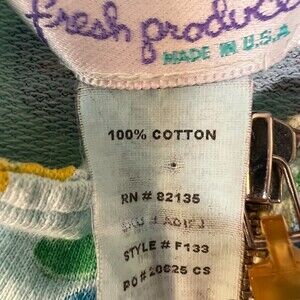 fresh produce
MADE IN U.S.A
100% COTTON
RN # 82135
STYLE # F133
PO # 20625 CS